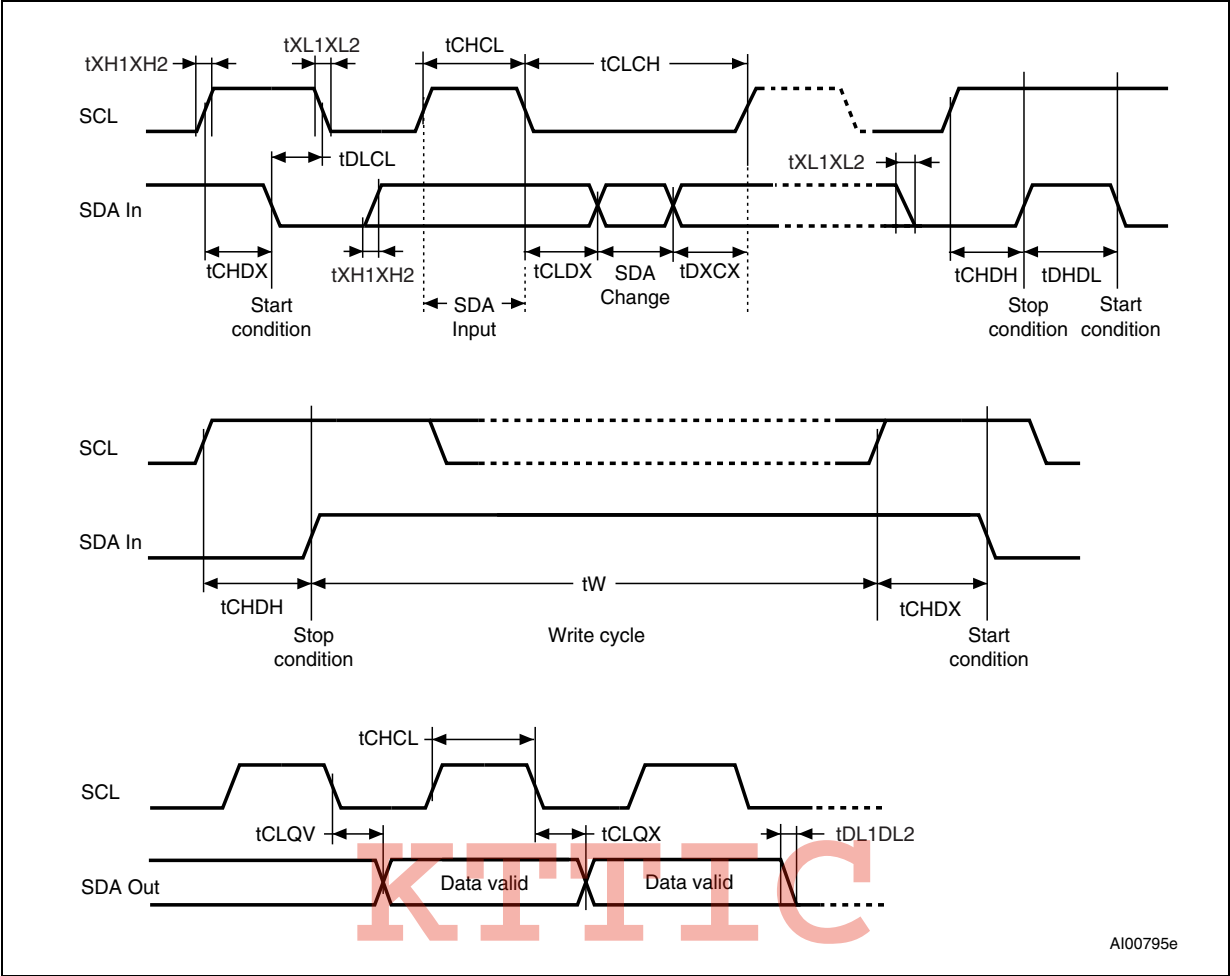 tXH1XH2
tXL1XL2
tCHCL
tCLCH
SCL
tDLCL
tXL1XL2
SDA In
tCHDX
tXH1XH2
tCLDX
SDA
Change
tDXCX
tCHDH
tDHDL
Start
condition
SDA
Input
Stop
condition
Start
condition
SCL
SDA In
tCHDH
tW
tCHDX
Stop
condition
Write cycle
Start
condition
tCHCL
SCL
tCLQV
tCLQX
tDL1DL2
SDA Out
Data valid
Data valid
KTTIC
AI00795e